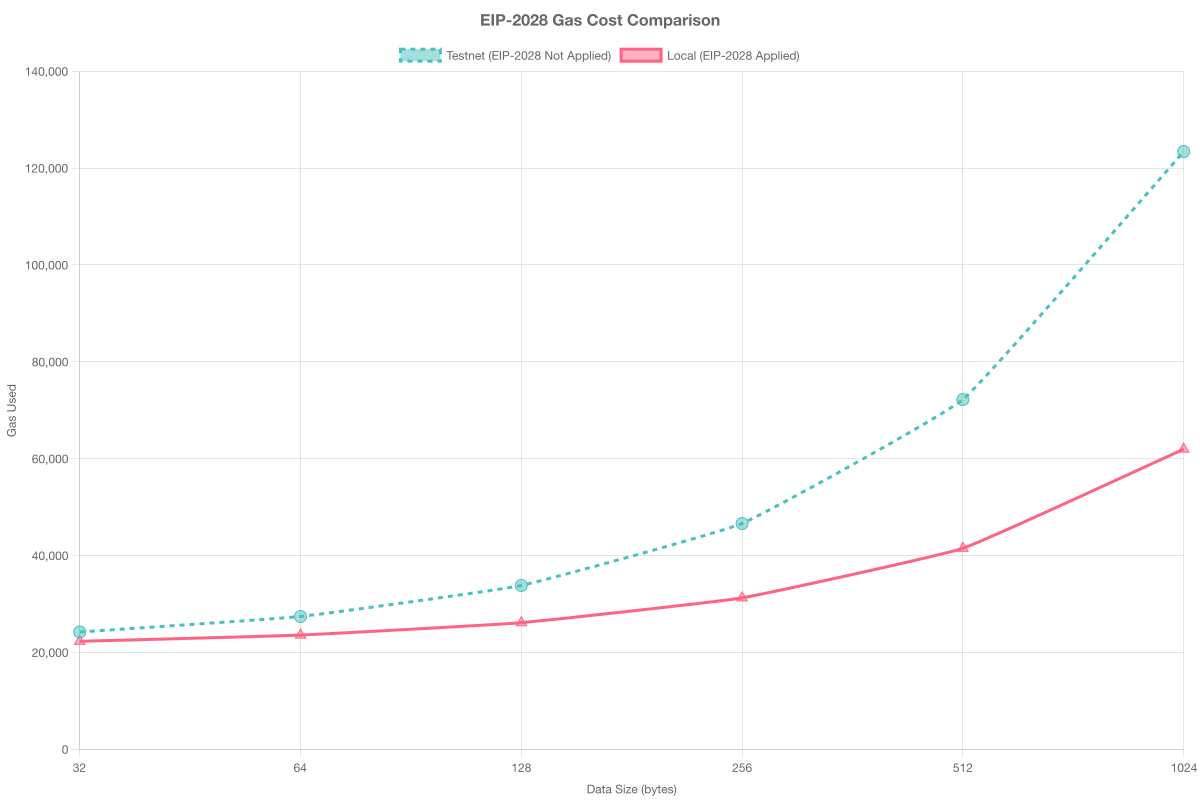 EIP-2028 Gas Cost Comparison
Testnet (EIP-2028 Not Applied) Local (EIP-2028 Applied)
140,000
120,000
100,000
80,000
60,000
40,000
20,000
0
Gas Used
32 64 128 256 512 1024
Data Size (bytes)